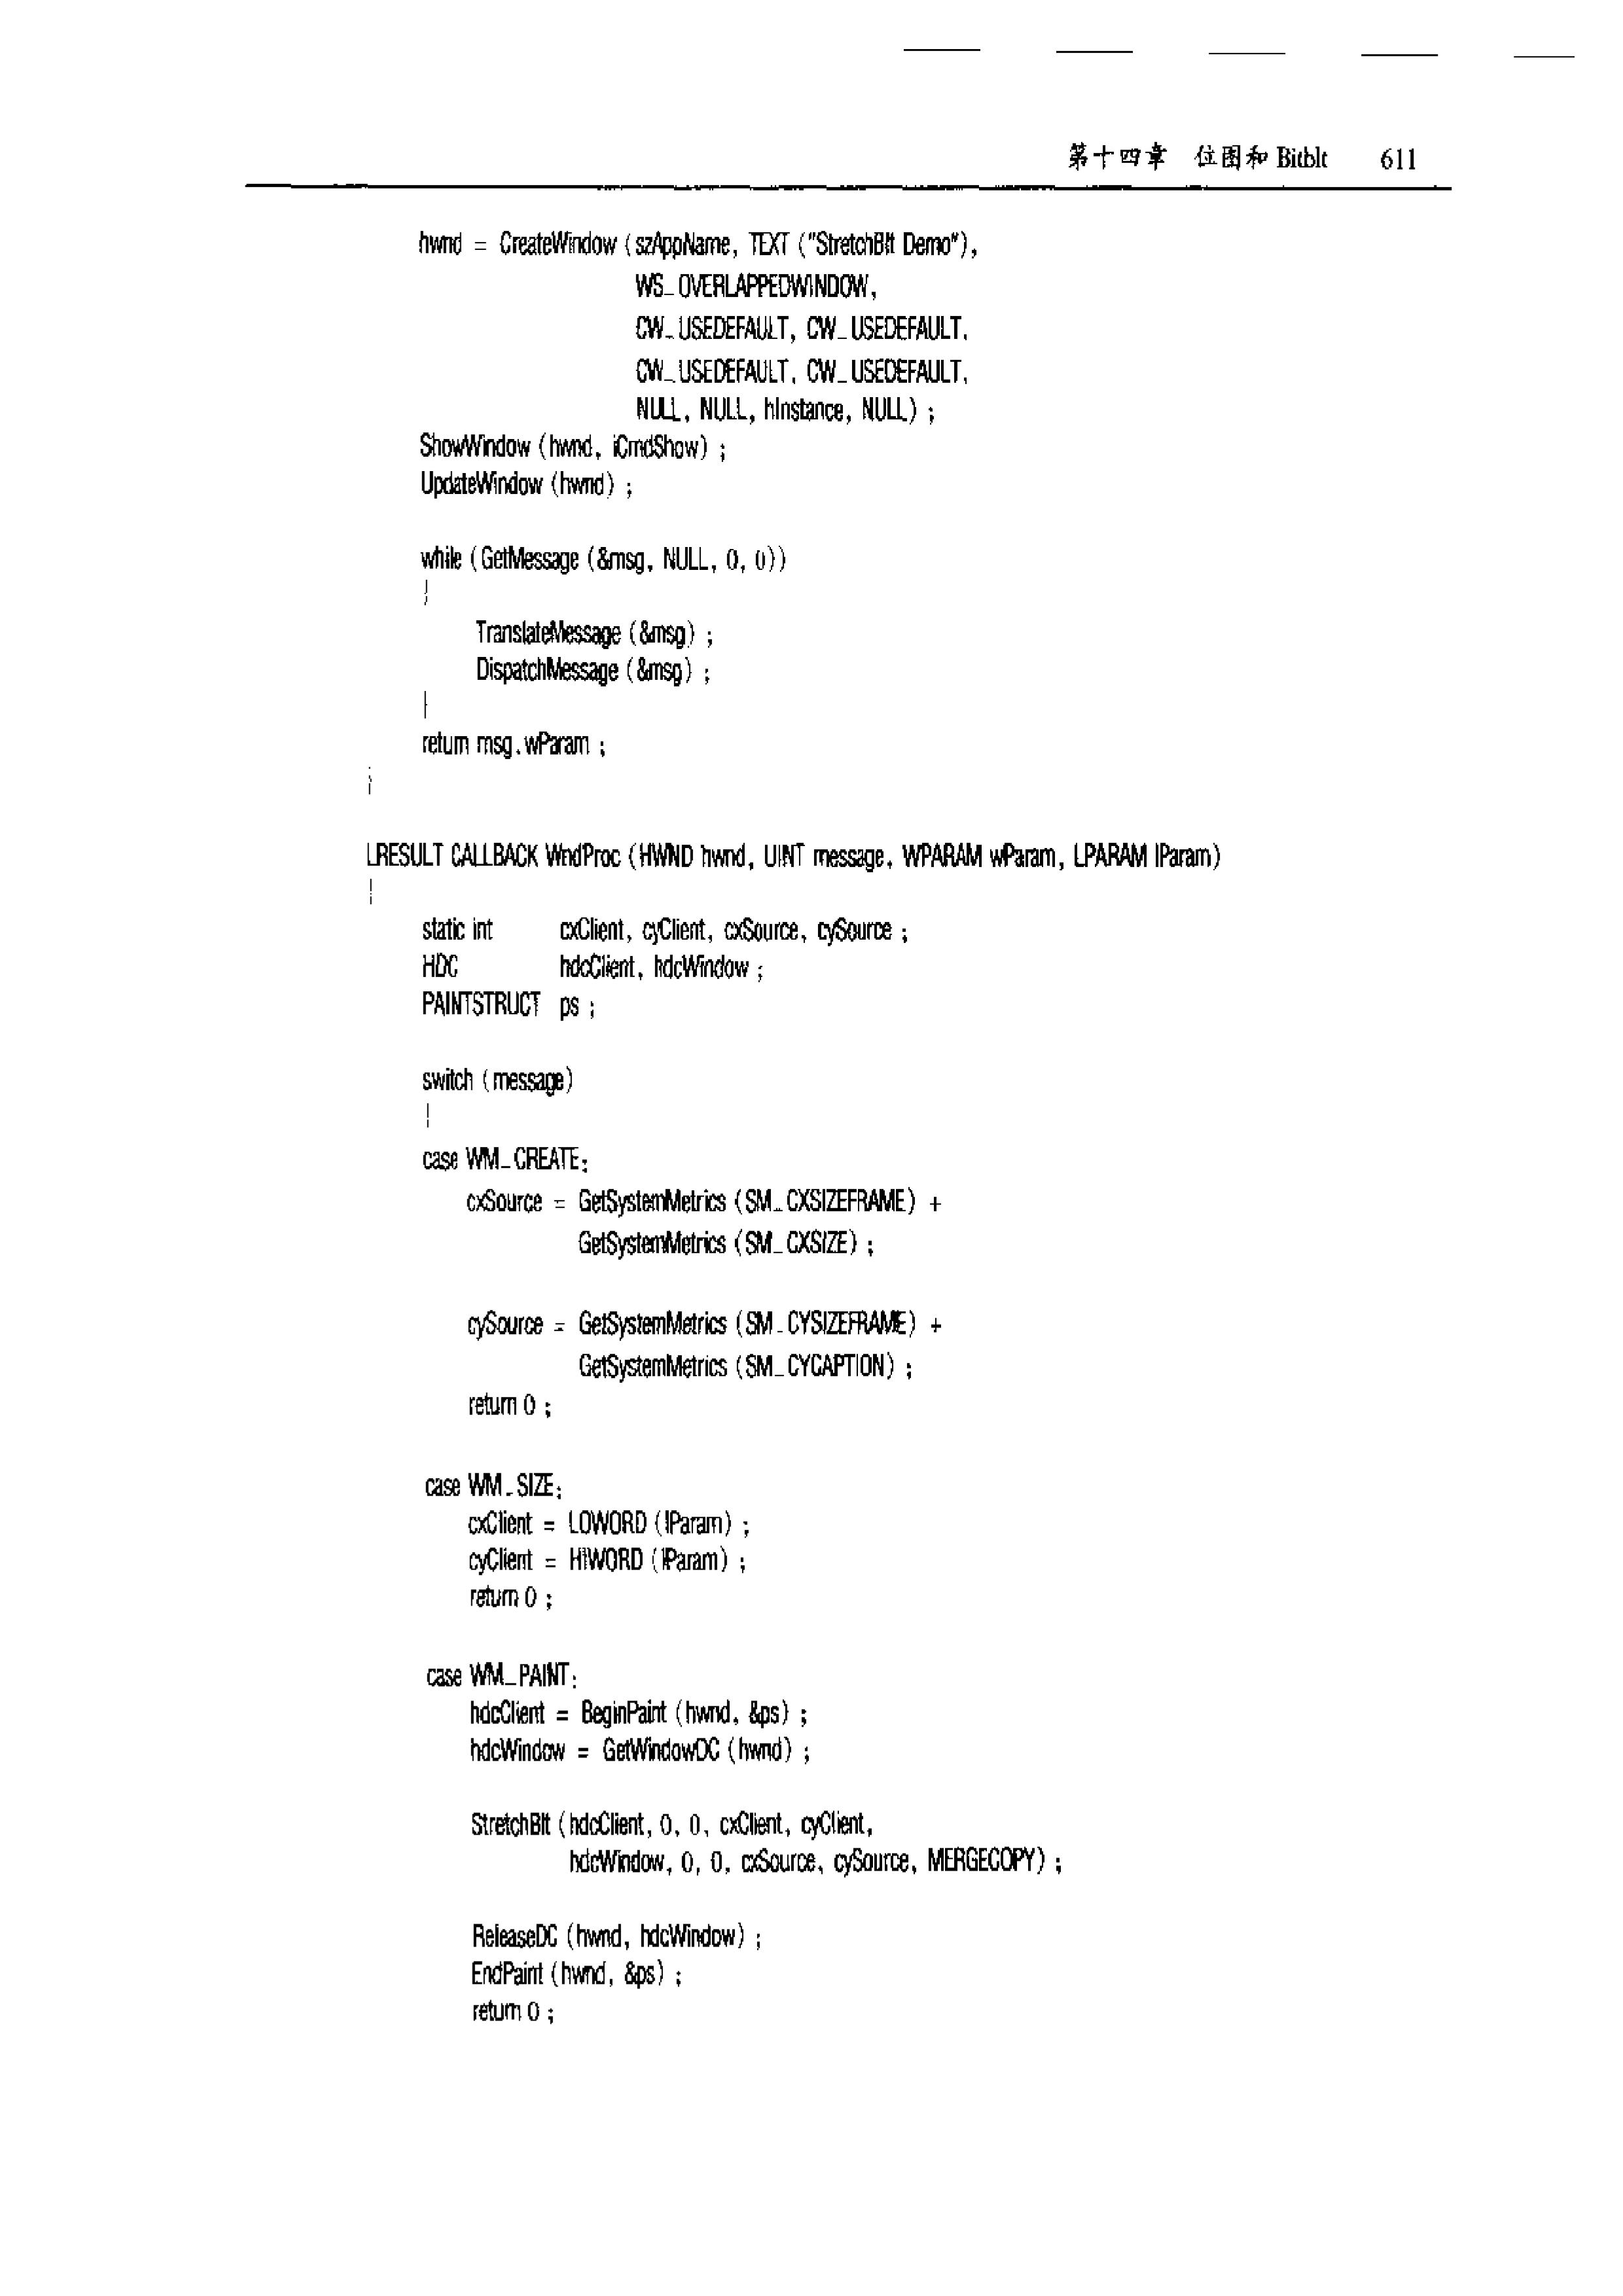 第十四章 位图和 Bitblt 611
hwnd = CreateWindow (szAppName, TEXT ("StretchBlt Demo"),
WS_OVERLAPPEDWINDOW,
CW_USEDEFAULT, CW_USEDEFAULT,
CW_USEDEFAULT, CW_USEDEFAULT,
NULL, NULL, hInstance, NULL) ;
ShowWindow (hwnd, iCmdShow) ;
UpdateWindow (hwnd) ;
while (GetMessage (&msg, NULL, 0, 0))
{
TranslateMessage (&msg) ;
DispatchMessage (&msg) ;
}
return msg.wParam ;
}
LRESULT CALLBACK WndProc (HWND hwnd, UINT message, WPARAM wParam, LPARAM lParam)
{
static int cxClient, cyClient, cxSource, cySource ;
HDC hdcClient, hdcWindow ;
PAINTSTRUCT ps ;
switch (message)
{
case WM_CREATE:
cxSource = GetSystemMetrics (SM_CXSIZEFRAME) +
GetSystemMetrics (SM_CXSIZE) ;
cySource = GetSystemMetrics (SM_CYSIZEFRAME) +
GetSystemMetrics (SM_CYCAPTION) ;
return 0 ;
case WM_SIZE:
cxClient = LOWORD (lParam) ;
cyClient = HIWORD (lParam) ;
return 0 ;
case WM_PAINT:
hdcClient = BeginPaint (hwnd, &ps) ;
hdcWindow = GetWindowDC (hwnd) ;
StretchBlt (hdcClient, 0, 0, cxClient, cyClient,
hdcWindow, 0, 0, cxSource, cySource, MERGECOPY) ;
ReleaseDC (hwnd, hdcWindow) ;
EndPaint (hwnd, &ps) ;
return 0 ;